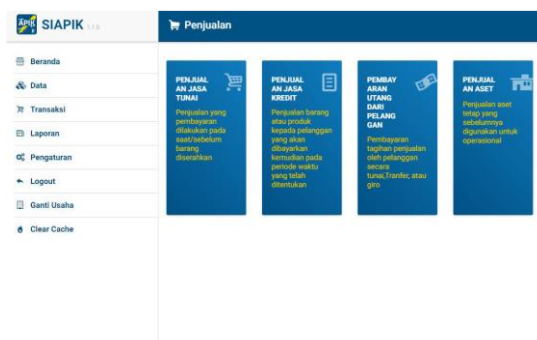 SIAPIK
Penjualan
Beranda
Data
Transaksi
Laporan
Pengaturan
Logout
Ganti Usaha
Clear Cache
PENJUAL
AN JASA
TUNAI
Penjualan yang
pembayaran
dilakukan pada
saat/sebelum
barang
diserahkan
PENJUAL
AN JASA
KREDIT
Penjualan barang
atau produk
kepada pelanggan
yang akan
dibayarkan
kemudian pada
periode waktu
yang telah
ditentukan
PEMBAY
ARAN
UTANG
DARI
PELANG
GAN
Pembayaran
tagihan penjualan
oleh pelanggan
secara
tunai,Tranfer, atau
giro
PENJUAL
AN ASET
Penjualan aset
tetap yang
sebelumnya
digunakan untuk
operasional